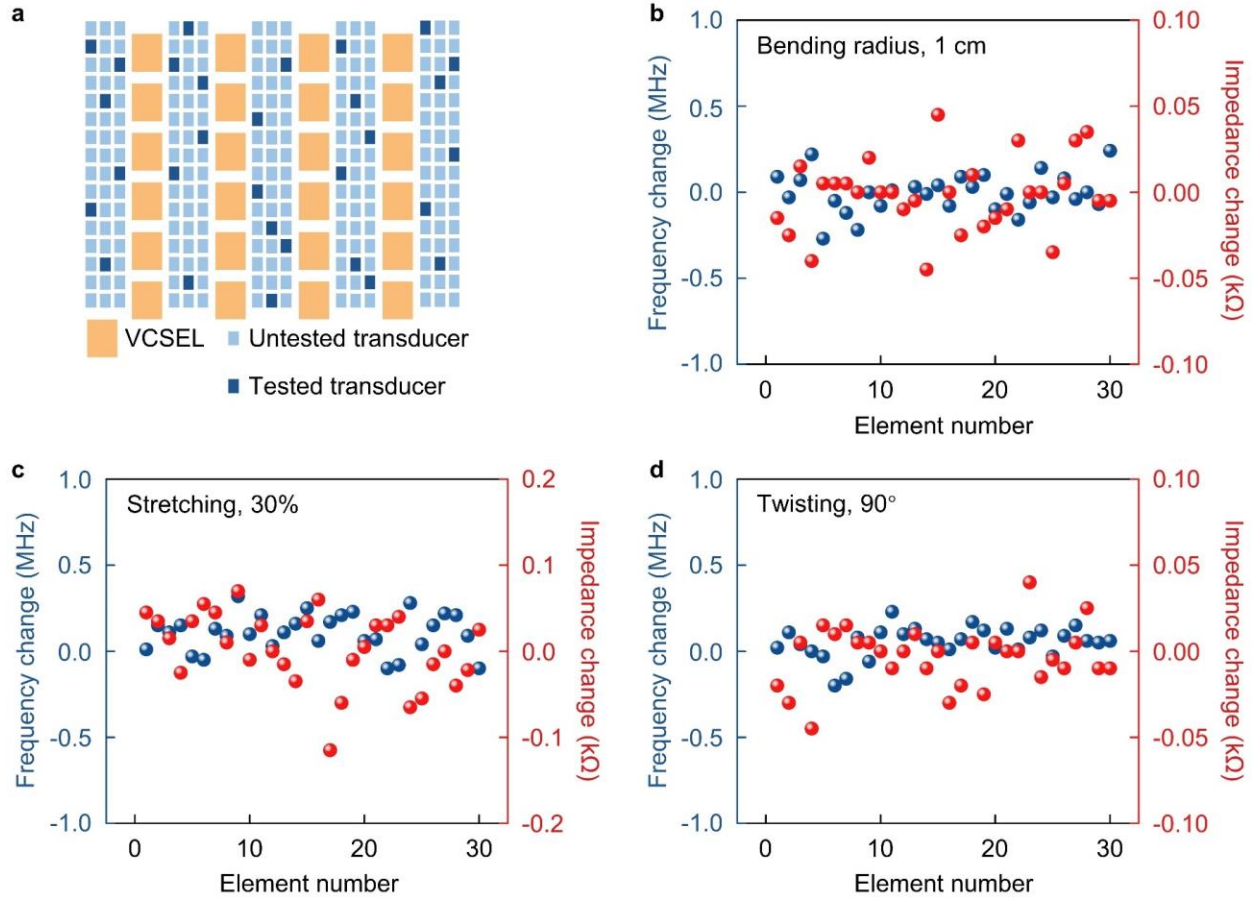 a
VCSEL
Untested transducer
Tested transducer
b
Bending radius, 1 cm
Frequency change (MHz)
1.0
0.5
0.0
-0.5
-1.0
Impedance change (kΩ)
0.10
0.05
0.00
-0.05
-0.10
0 10 20 30
Element number
c
Stretching, 30%
Frequency change (MHz)
1.0
0.5
0.0
-0.5
-1.0
Impedance change (kΩ)
0.2
0.1
0.0
-0.1
-0.2
0 10 20 30
Element number
d
Twisting, 90°
Frequency change (MHz)
1.0
0.5
0.0
-0.5
-1.0
Impedance change (kΩ)
0.10
0.05
0.00
-0.05
-0.10
0 10 20 30
Element number